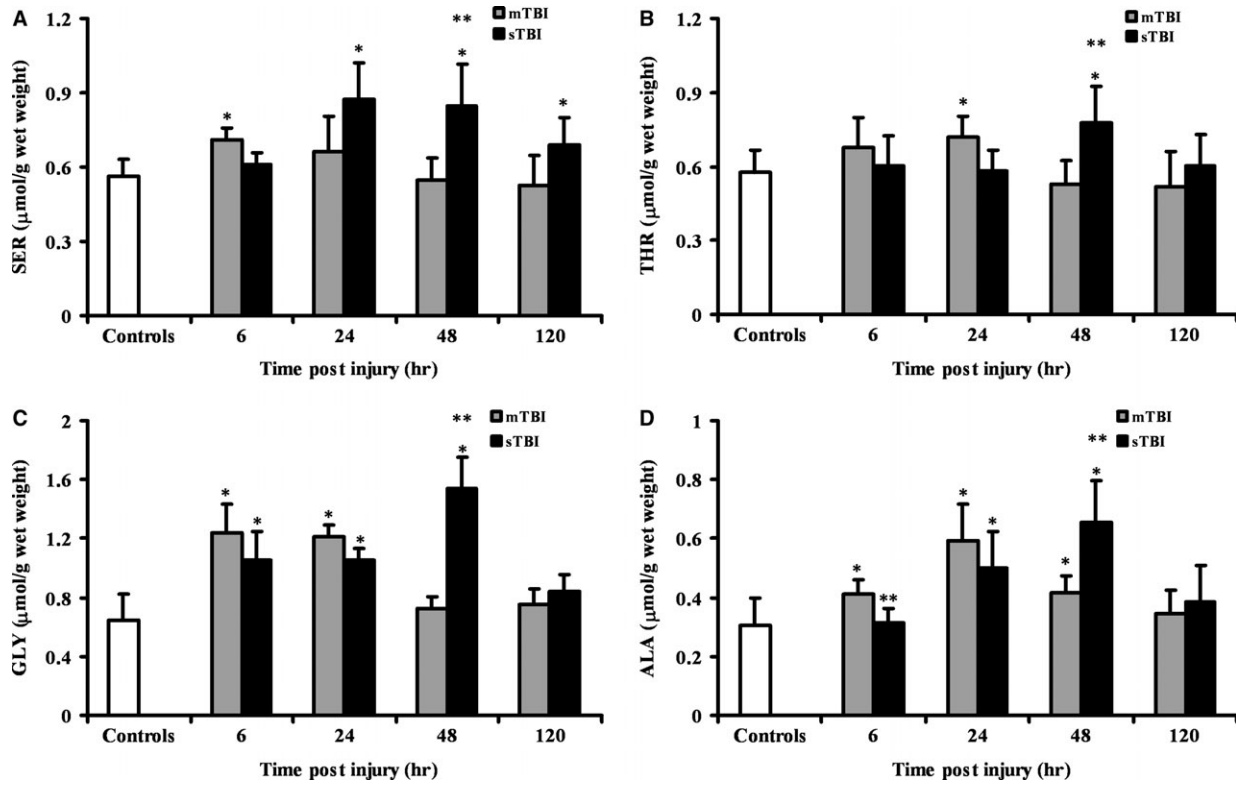 A
1.2
0.9
0.6
0.3
0
SER (μmol/g wet weight)
mTBI
sTBI
*
*
**
*
*
Controls 6 24 48 120
Time post injury (hr)
B
1.2
0.9
0.6
0.3
0
THR (μmol/g wet weight)
mTBI
sTBI
*
**
*
Controls 6 24 48 120
Time post injury (hr)
C
2
1.6
1.2
0.8
0.4
0
GLY (μmol/g wet weight)
mTBI
sTBI
*
*
*
*
**
*
Controls 6 24 48 120
Time post injury (hr)
D
1
0.8
0.6
0.4
0.2
0
ALA (μmol/g wet weight)
mTBI
sTBI
*
**
*
*
*
**
*
Controls 6 24 48 120
Time post injury (hr)